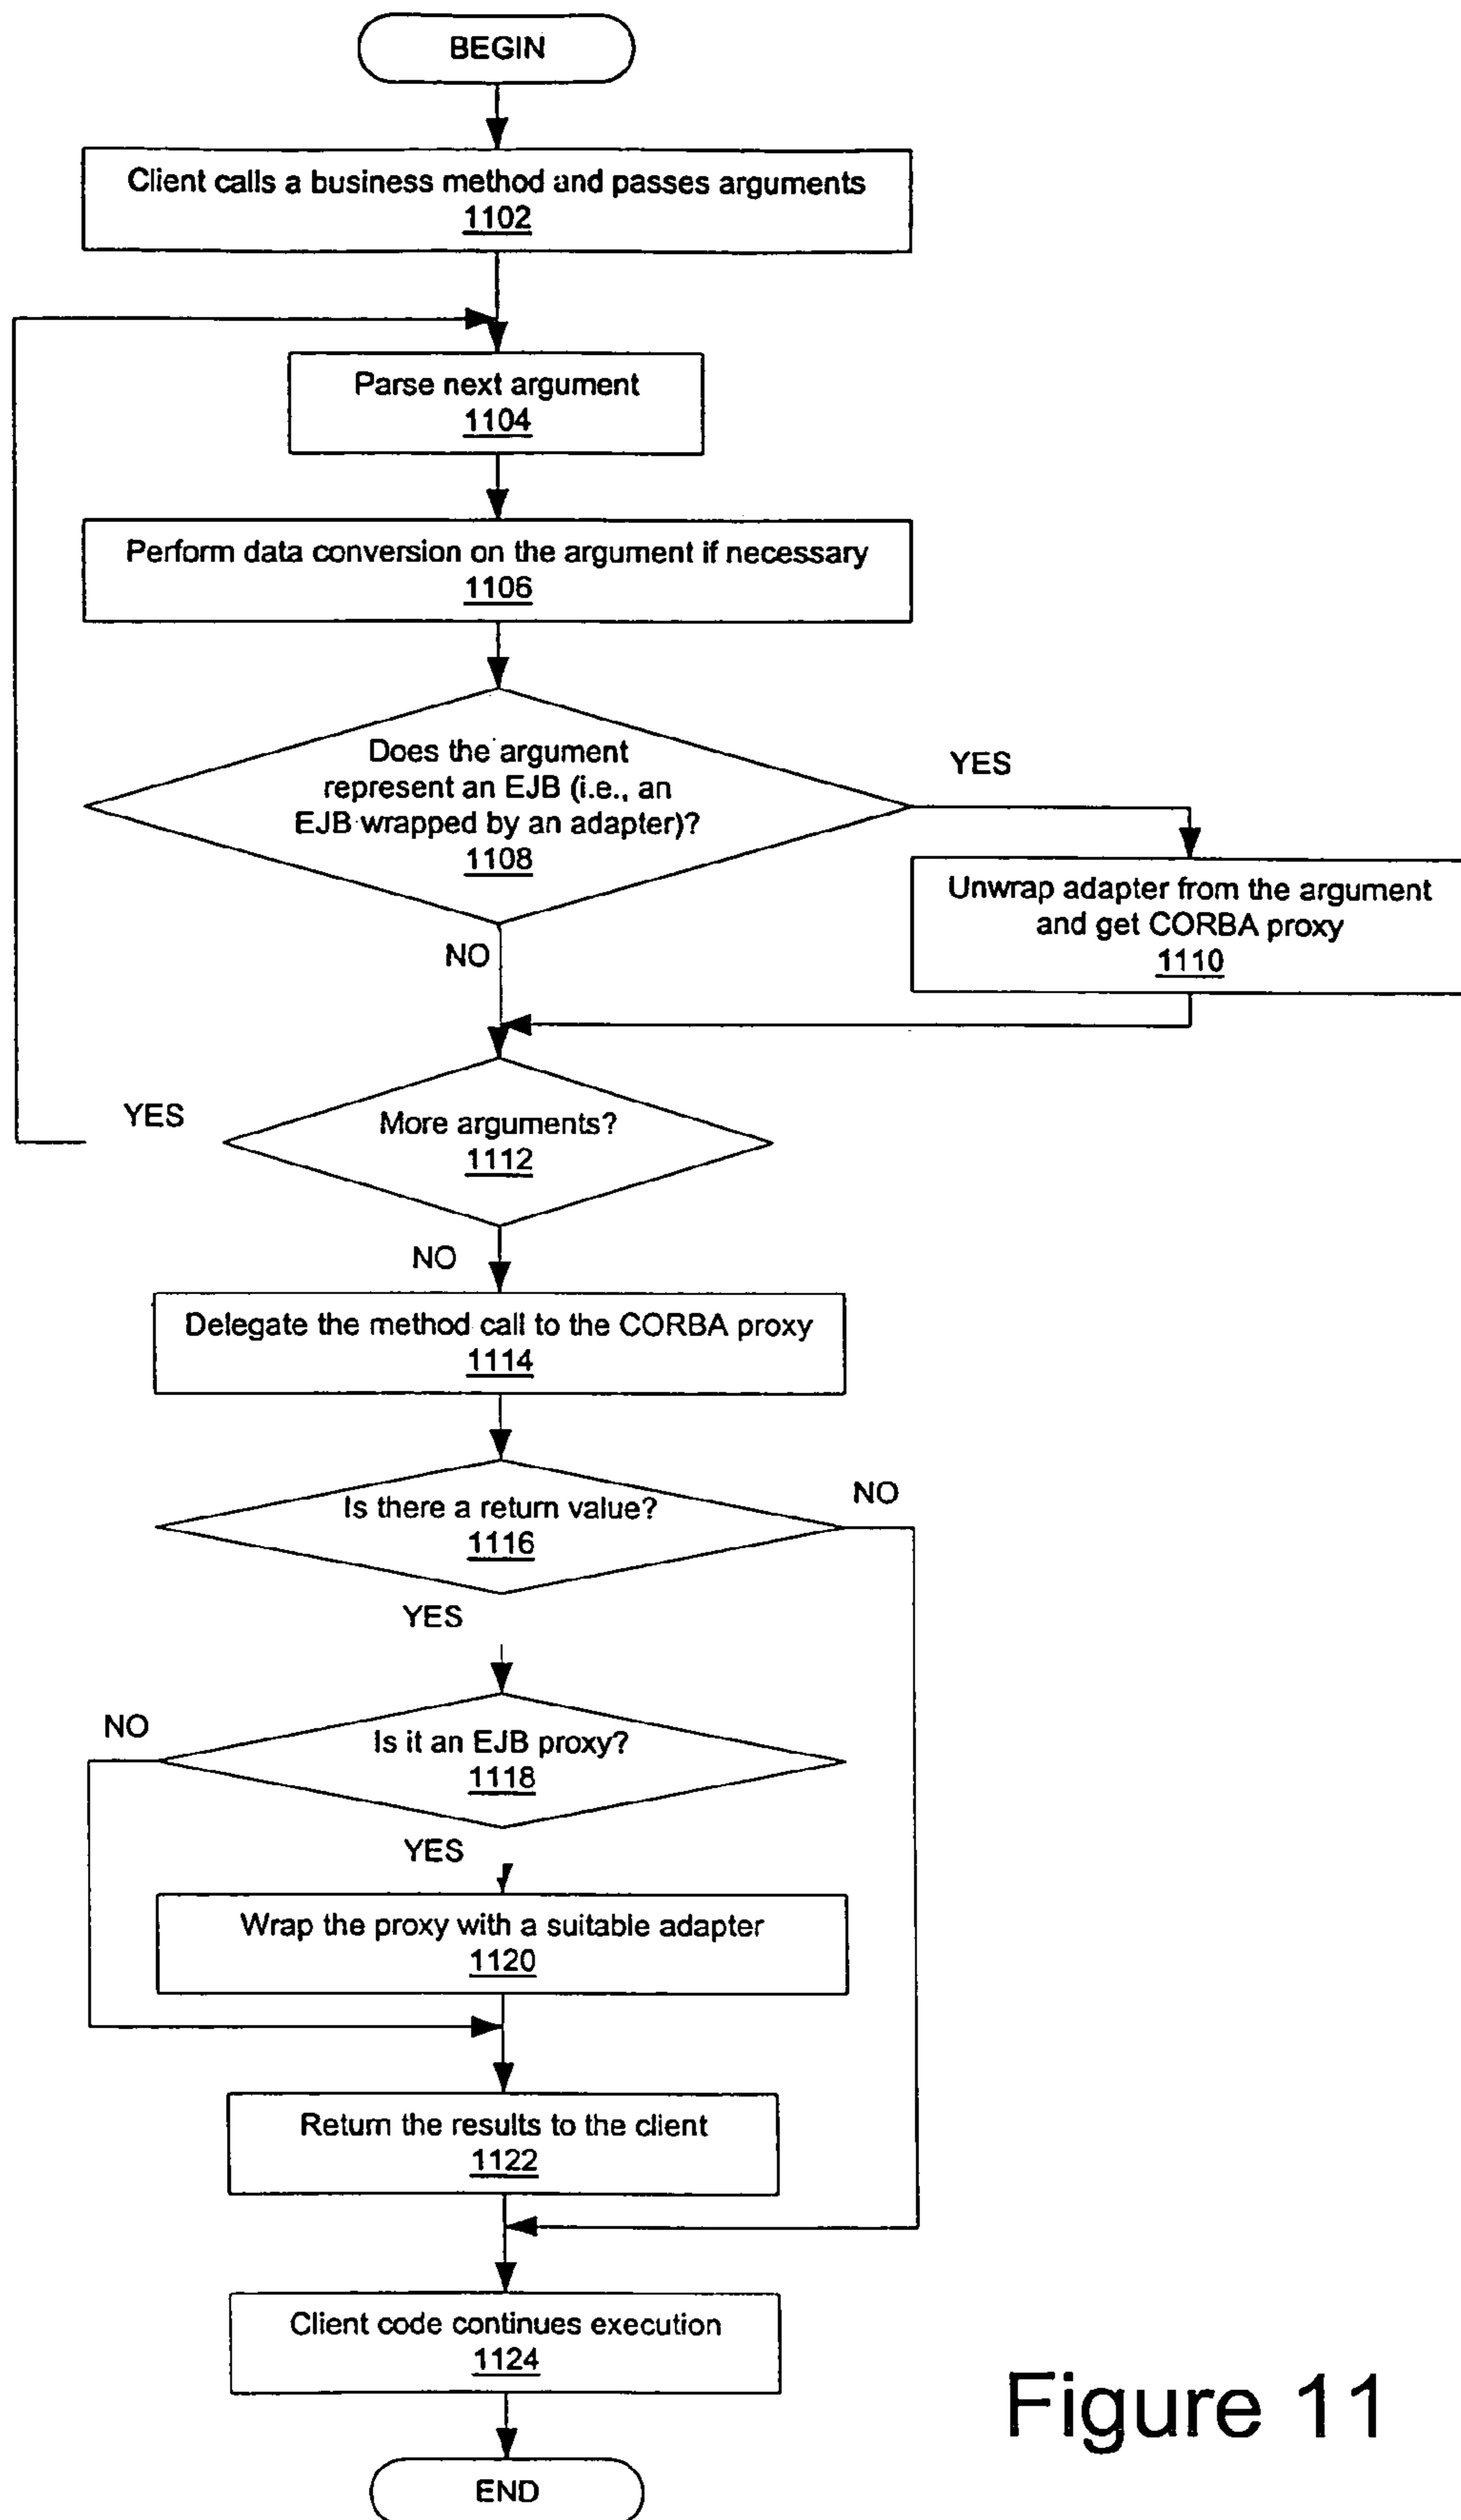 BEGIN
Client calls a business method and passes arguments
1102
Parse next argument
1104
Perform data conversion on the argument if necessary
1106
Does the argument
represent an EJB (i.e., an
EJB wrapped by an adapter)?
1108
YES
Unwrap adapter from the argument
and get CORBA proxy
1110
NO
More arguments?
1112
YES
NO
Delegate the method call to the CORBA proxy
1114
Is there a return value?
1116
NO
YES
Is it an EJB proxy?
1118
NO
YES
Wrap the proxy with a suitable adapter
1120
Return the results to the client
1122
Client code continues execution
1124
END
Figure 11